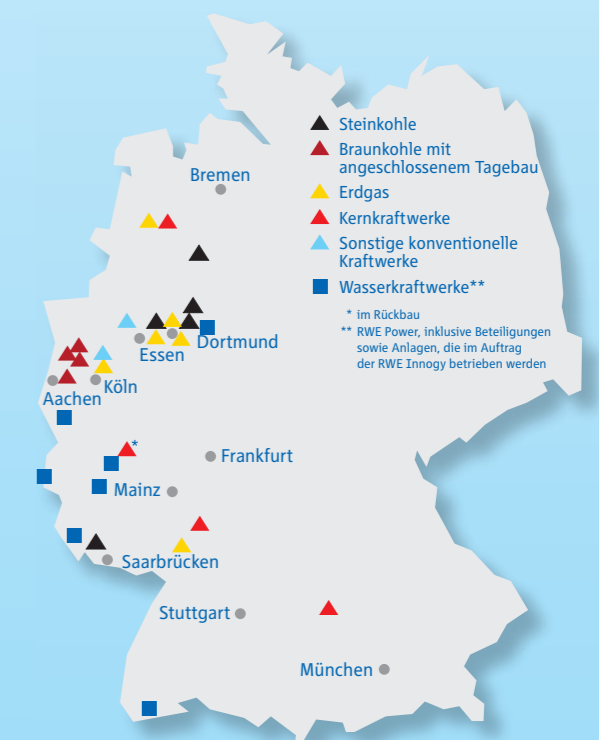 Steinkohle
Braunkohle mit
angeschlossenem Tagebau
Erdgas
Kernkraftwerke
Sonstige konventionelle
Kraftwerke
Wasserkraftwerke**
* im Rückbau
** RWE Power, inklusive Beteiligungen
sowie Anlagen, die im Auftrag
der RWE Innogy betrieben werden
Bremen
Dortmund
Essen
Köln
Aachen
*
Frankfurt
Mainz
Saarbrücken
Stuttgart
München